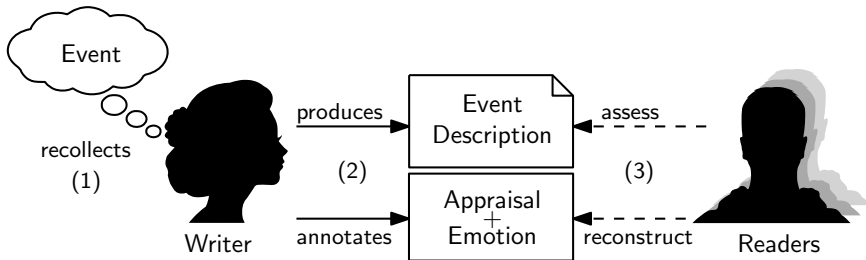 Event
recollects
(1)
Writer
produces
(2)
annotates
Event
Description
Appraisal
+
Emotion
assess
(3)
reconstruct
Readers